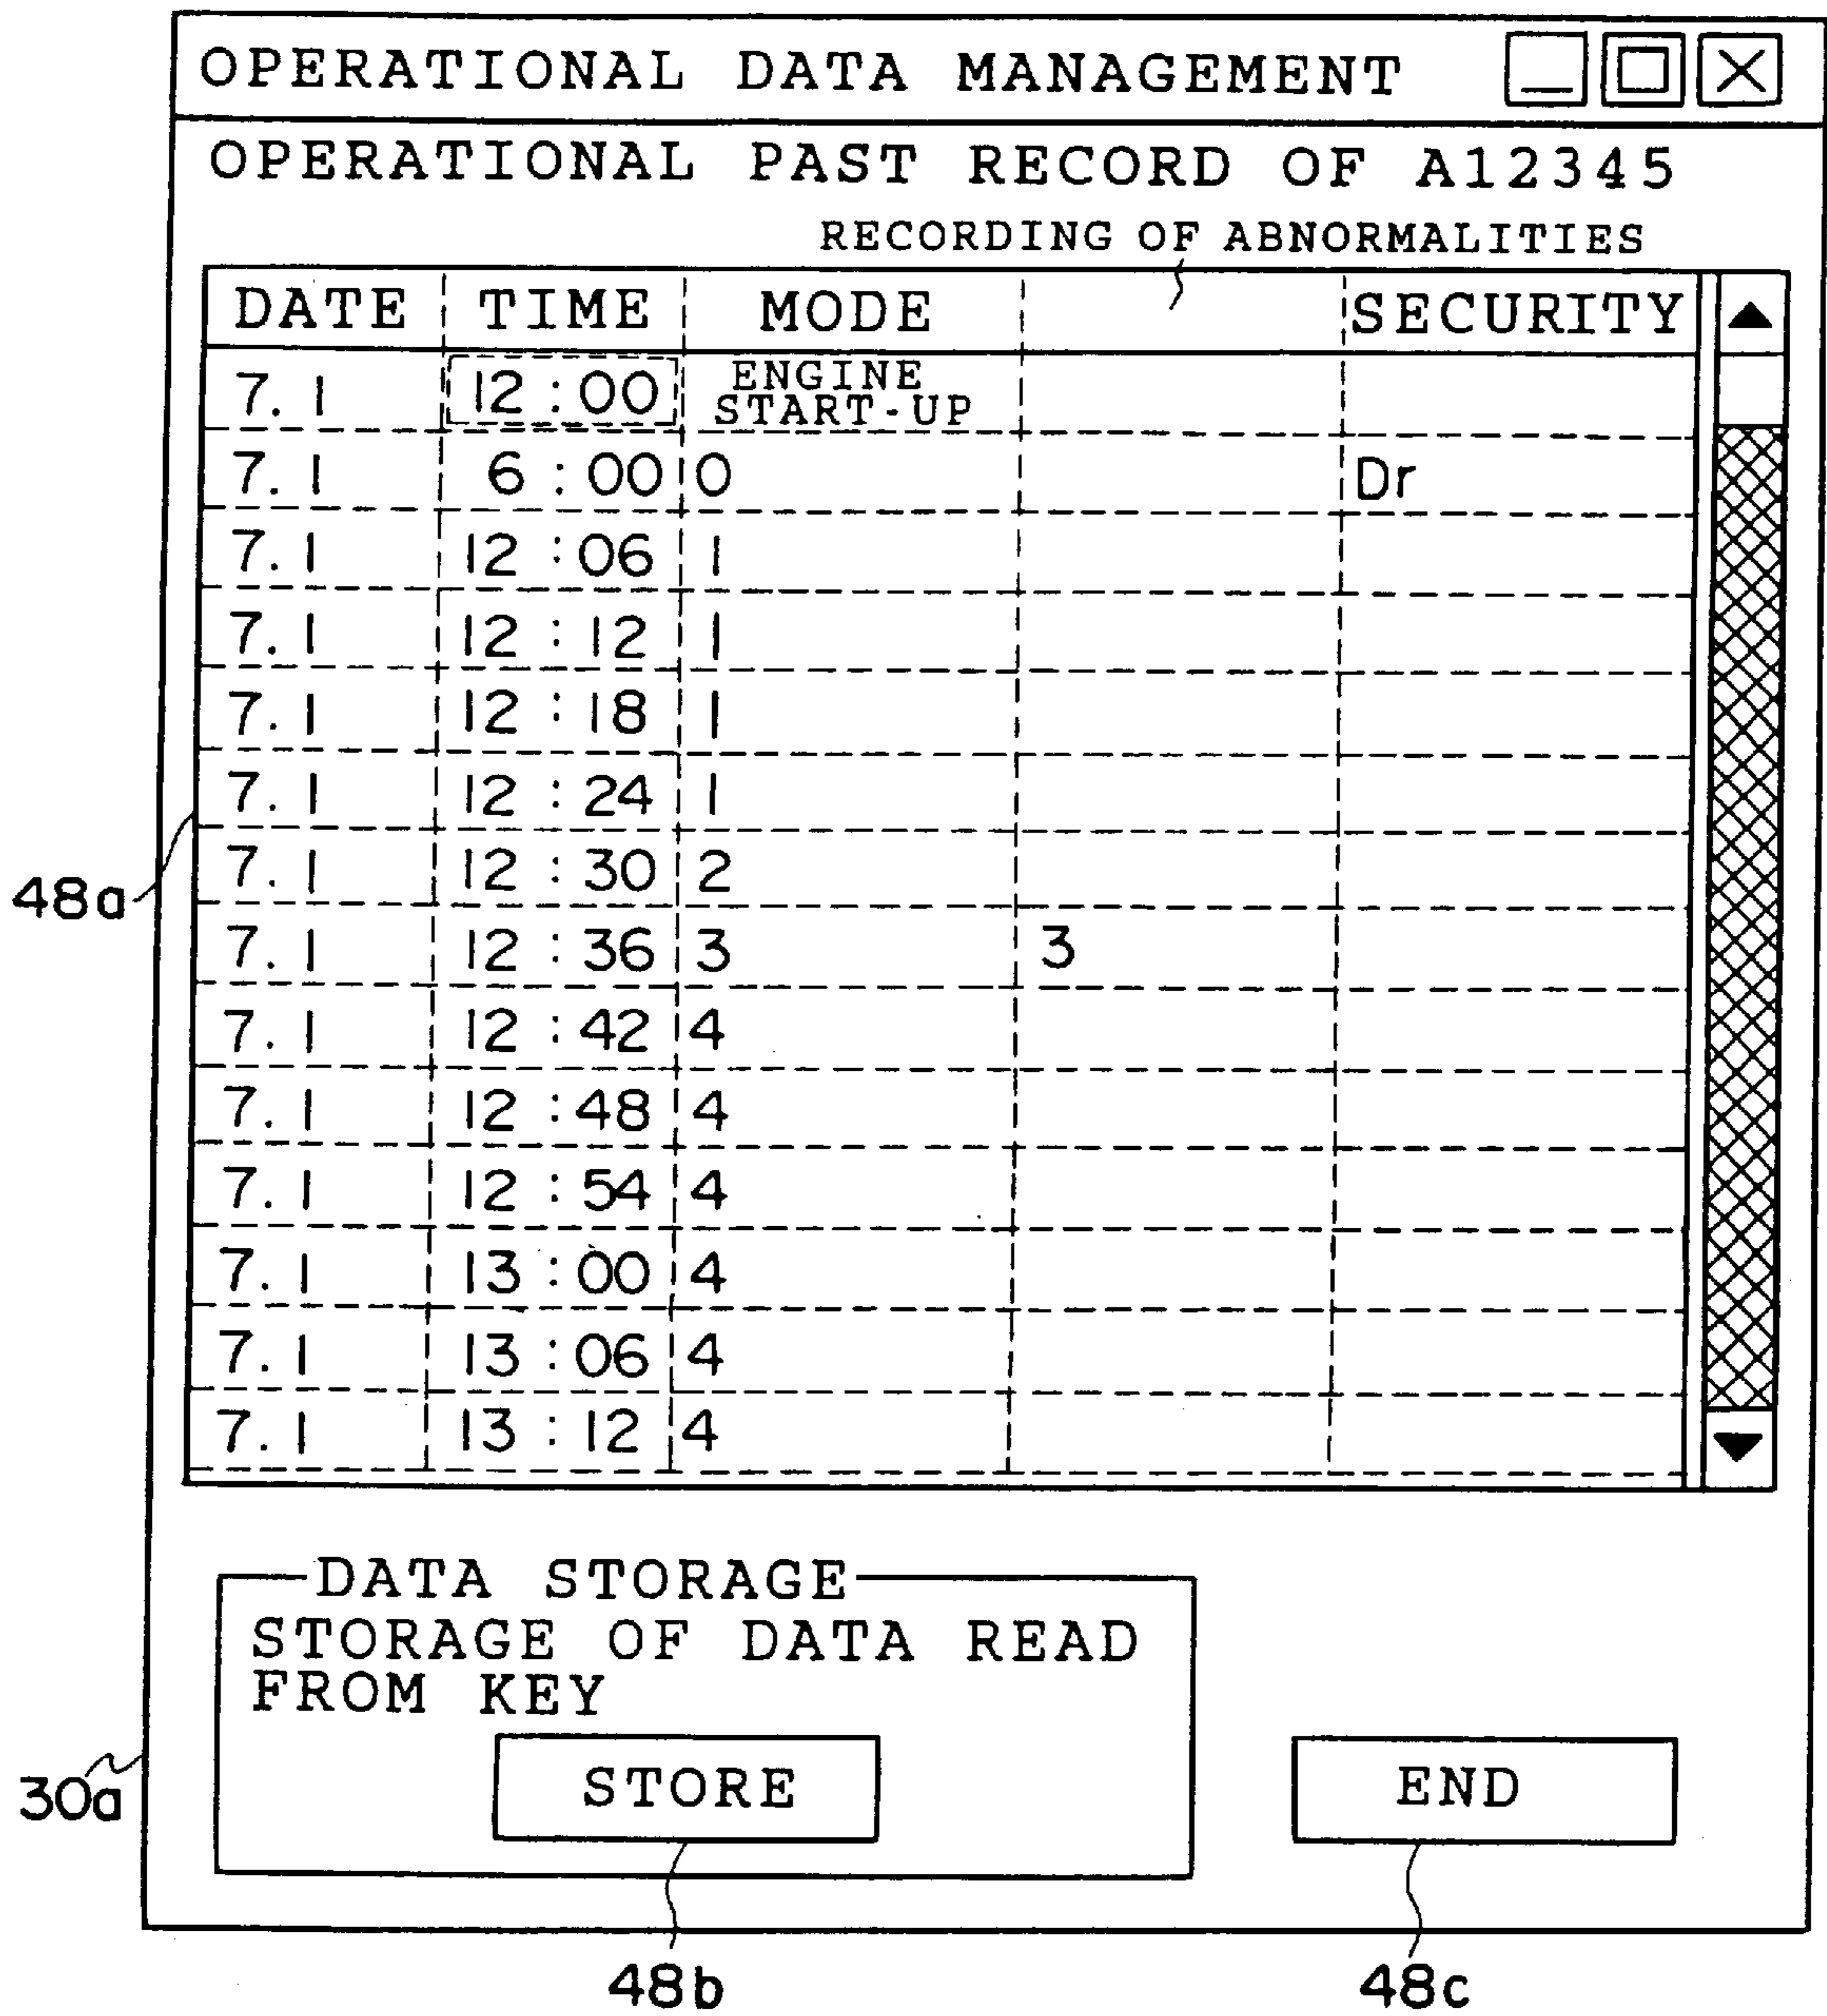 OPERATIONAL DATA MANAGEMENT
OPERATIONAL PAST RECORD OF A12345
RECORDING OF ABNORMALITIES
DATE TIME MODE SECURITY
7.1 12:00 ENGINE START-UP
7.1 6:00 0 Dr
7.1 12:06 1
7.1 12:12 1
7.1 12:18 1
7.1 12:24 1
7.1 12:30 2
7.1 12:36 3 3
7.1 12:42 4
7.1 12:48 4
7.1 12:54 4
7.1 13:00 4
7.1 13:06 4
7.1 13:12 4
48a
DATA STORAGE
STORAGE OF DATA READ
FROM KEY
STORE END
30a
48b 48c